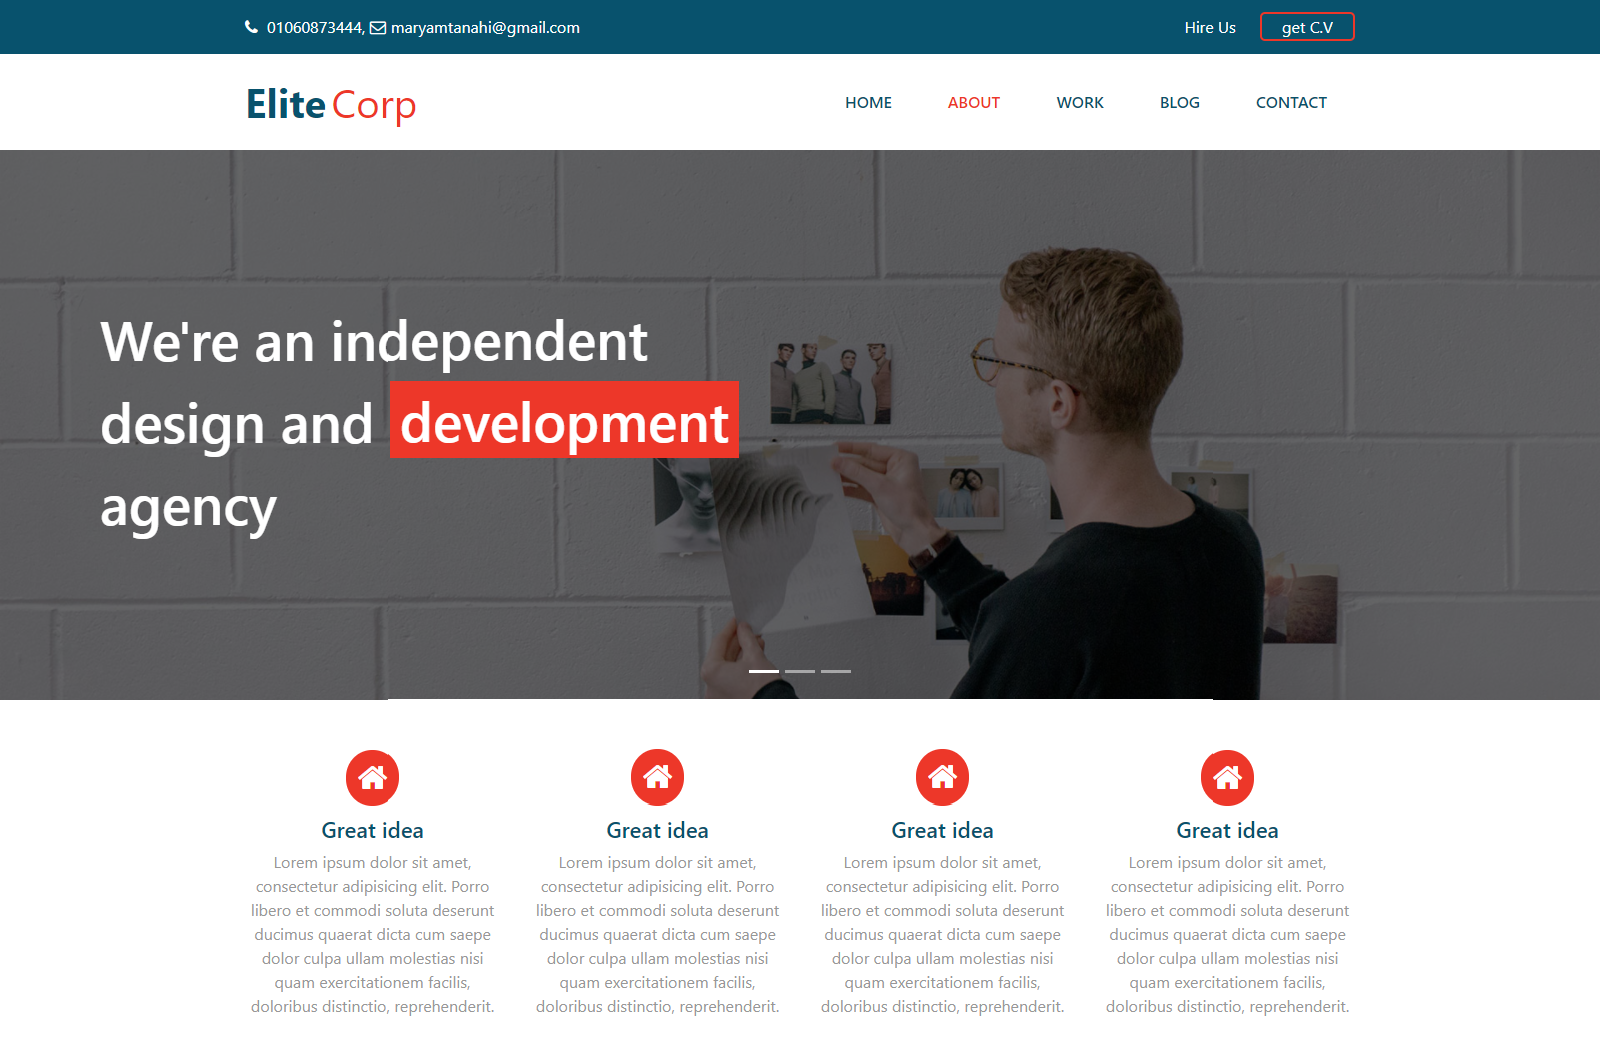 01060873444, maryamtanahi@gmail.com
Hire Us
get C.V
Elite Corp
HOME
ABOUT
WORK
BLOG
CONTACT
We're an independent
design and development
agency
Great idea
Lorem ipsum dolor sit amet,
consectetur adipisicing elit. Porro
libero et commodi soluta deserunt
ducimus quaerat dicta cum saepe
dolor culpa ullam molestias nisi
quam exercitationem facilis,
doloribus distinctio, reprehenderit.
Great idea
Lorem ipsum dolor sit amet,
consectetur adipisicing elit. Porro
libero et commodi soluta deserunt
ducimus quaerat dicta cum saepe
dolor culpa ullam molestias nisi
quam exercitationem facilis,
doloribus distinctio, reprehenderit.
Great idea
Lorem ipsum dolor sit amet,
consectetur adipisicing elit. Porro
libero et commodi soluta deserunt
ducimus quaerat dicta cum saepe
dolor culpa ullam molestias nisi
quam exercitationem facilis,
doloribus distinctio, reprehenderit.
Great idea
Lorem ipsum dolor sit amet,
consectetur adipisicing elit. Porro
libero et commodi soluta deserunt
ducimus quaerat dicta cum saepe
dolor culpa ullam molestias nisi
quam exercitationem facilis,
doloribus distinctio, reprehenderit.